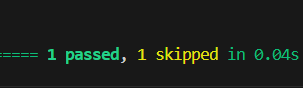 ===== 1 passed, 1 skipped in 0.04s